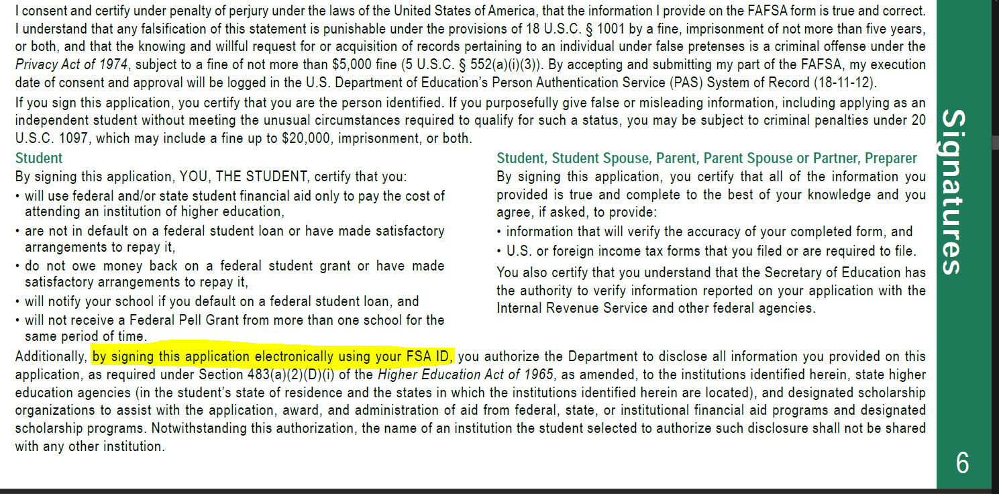 I consent and certify under penalty of perjury under the laws of the United States of America, that the information I provide on the FAFSA form is true and correct.
I understand that any falsification of this statement is punishable under the provisions of 18 U.S.C. § 1001 by a fine, imprisonment of not more than five years,
or both, and that the knowing and willful request for or acquisition of records pertaining to an individual under false pretenses is a criminal offense under the
Privacy Act of 1974, subject to a fine of not more than $5,000 fine (5 U.S.C. § 552(a)(i)(3)). By accepting and submitting my part of the FAFSA, my execution
date of consent and approval will be logged in the U.S. Department of Education's Person Authentication Service (PAS) System of Record (18-11-12).
If you sign this application, you certify that you are the person identified. If you purposefully give false or misleading information, including applying as an
independent student without meeting the unusual circumstances required to qualify for such a status, you may be subject to criminal penalties under 20
U.S.C. 1097, which may include a fine up to $20,000, imprisonment, or both.
Student
By signing this application, YOU, THE STUDENT, certify that you:
• will use federal and/or state student financial aid only to pay the cost of
attending an institution of higher education,
• are not in default on a federal student loan or have made satisfactory
arrangements to repay it,
• do not owe money back on a federal student grant or have made
satisfactory arrangements to repay it,
• will notify your school if you default on a federal student loan, and
• will not receive a Federal Pell Grant from more than one school for the
same period of time.
Student, Student Spouse, Parent, Parent Spouse or Partner, Preparer
By signing this application, you certify that all of the information you
provided is true and complete to the best of your knowledge and you
agree, if asked, to provide:
• information that will verify the accuracy of your completed form, and
• U.S. or foreign income tax forms that you filed or are required to file.
You also certify that you understand that the Secretary of Education has
the authority to verify information reported on your application with the
Internal Revenue Service and other federal agencies.
Additionally, by signing this application electronically using your FSA ID, you authorize the Department to disclose all information you provided on this
application, as required under Section 483(a)(2)(D)(i) of the Higher Education Act of 1965, as amended, to the institutions identified herein, state higher
education agencies (in the student's state of residence and the states in which the institutions identified herein are located), and designated scholarship
organizations to assist with the application, award, and administration of aid from federal, state, or institutional financial aid programs and designated
scholarship programs. Notwithstanding this authorization, the name of an institution the student selected to authorize such disclosure shall not be shared
with any other institution.
Signatures
6